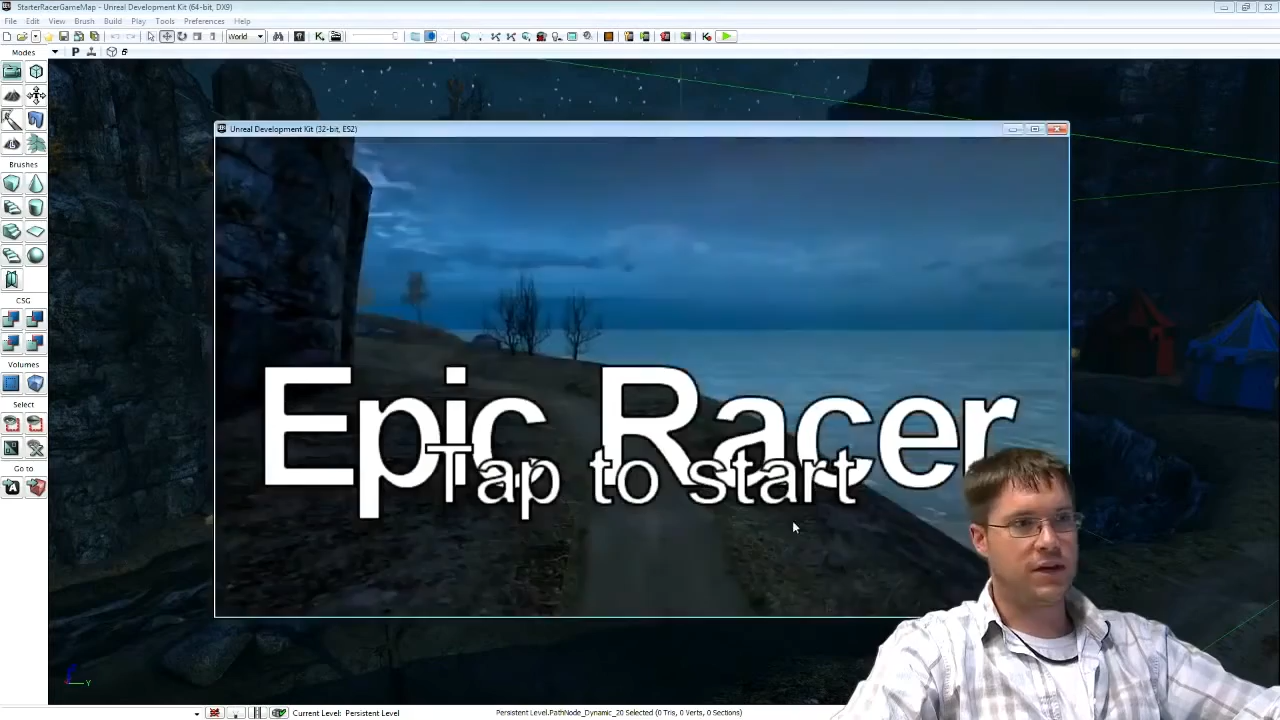 StarterRacerGameMap - Unreal Editor (64-bit, DX9)
File Edit View Brush Build Play Tools Preferences Help
World
Modes
P
Unreal Development Kit (32-bit, ES2)
Brushes
CSG
Volumes
Select
Go to
Epic Racer
Tap to start
Y
Current Level: Persistent Level
Persistent Level.PathNode_Dynamic_20 Selected (0 Tris, 0 Verts, 0 Sections)